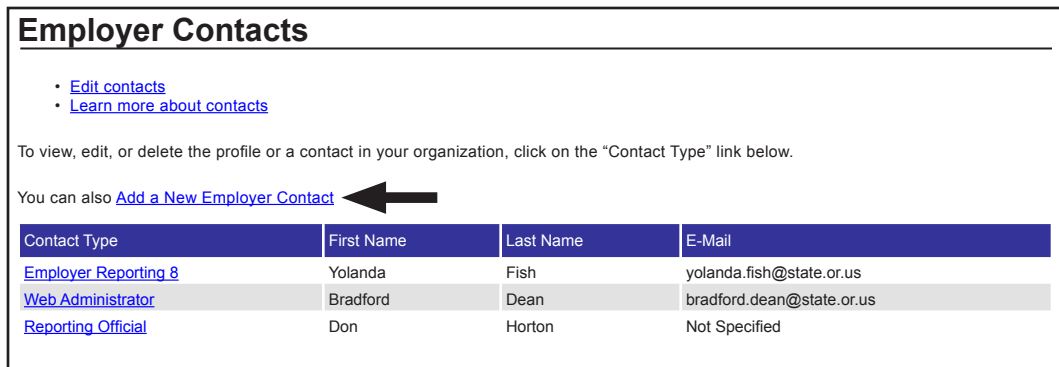 Employer Contacts
• Edit contacts
• Learn more about contacts
To view, edit, or delete the profile or a contact in your organization, click on the “Contact Type” link below.
You can also Add a New Employer Contact
Contact Type First Name Last Name E-Mail
Employer Reporting 8 Yolanda Fish yolanda.fish@state.or.us
Web Administrator Bradford Dean bradford.dean@state.or.us
Reporting Official Don Horton Not Specified